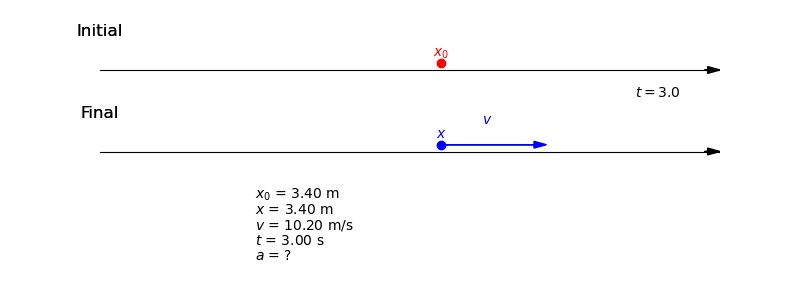 Initial
x₀
t = 3.0
Final
v
x
x₀ = 3.40 m
x = 3.40 m
v = 10.20 m/s
t = 3.00 s
a = ?